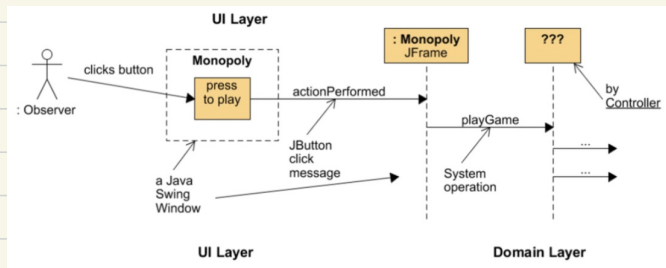 UI Layer
: Monopoly
JFrame
???
clicks button
Monopoly
press
to play
actionPerformed
by
Controller
: Observer
playGame
...
JButton
click
message
System
operation
...
a Java
Swing
Window
UI Layer
Domain Layer